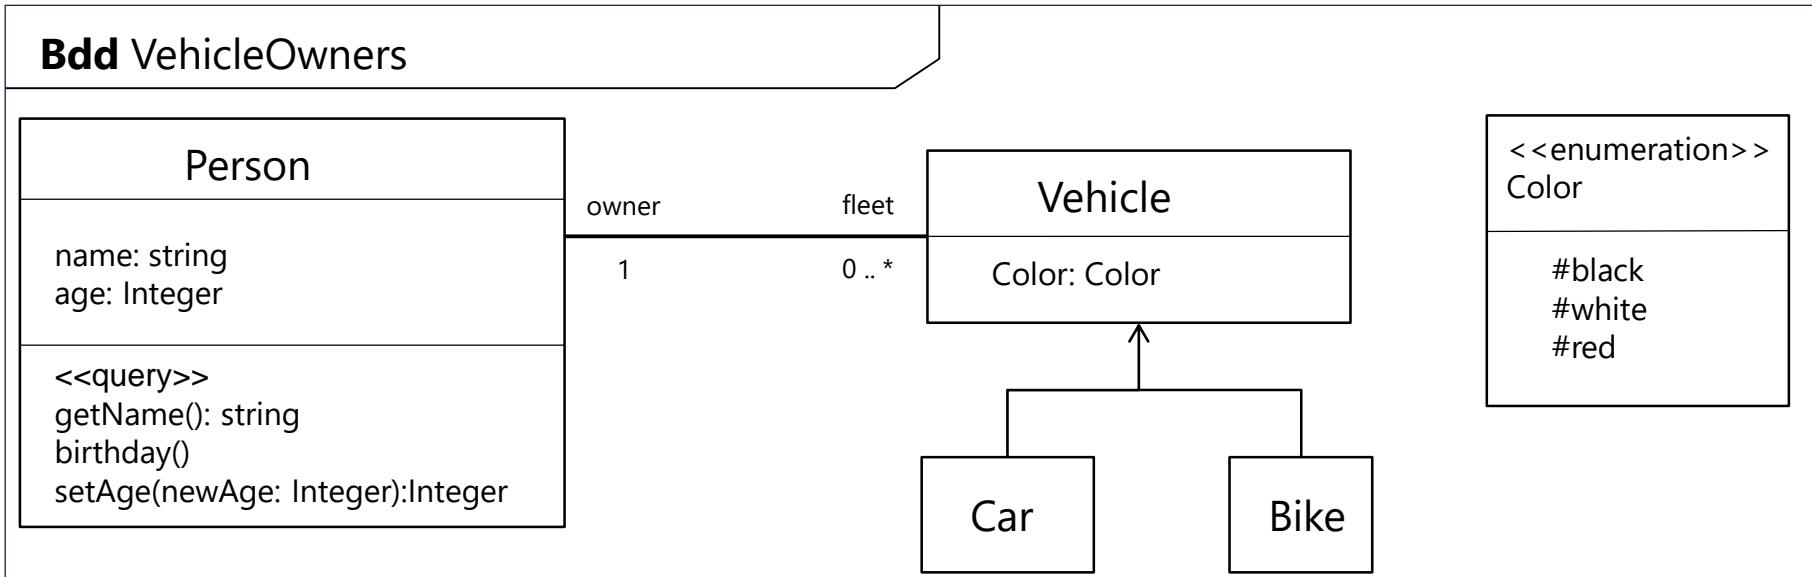 Bdd VehicleOwners
Person
name: string
age: Integer
<<query>>
getName(): string
birthday()
setAge(newAge: Integer):Integer
owner
fleet
1
0 .. *
Vehicle
Color: Color
Car
Bike
<<enumeration>>
Color
#black
#white
#red